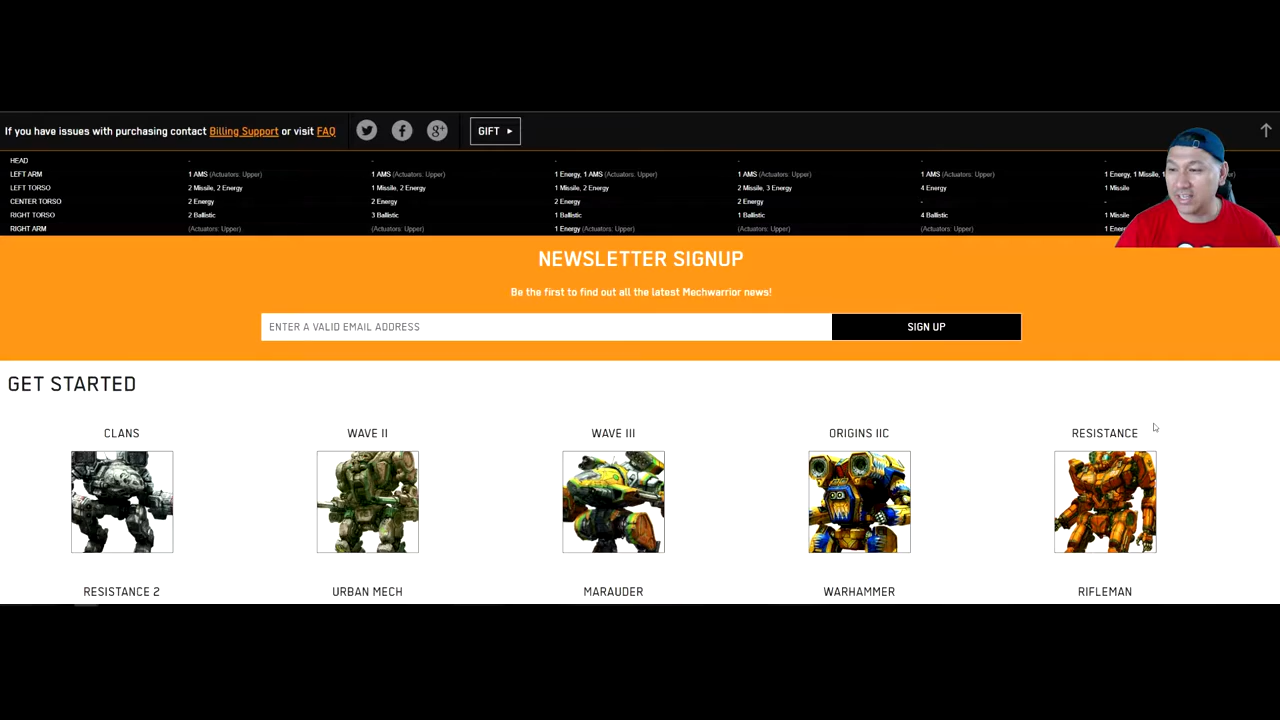 If you have issues with purchasing contact Billing Support or visit FAQ
g+
GIFT ▸
HEAD - - - - - -
LEFT ARM 1 AMS (Actuators: Upper) 1 AMS (Actuators: Upper) 1 Energy, 1 AMS (Actuators: Upper) 1 AMS (Actuators: Upper) 1 AMS (Actuators: Upper) 1 Energy, 1 Missile,
LEFT TORSO 2 Missile, 2 Energy 1 Missile, 2 Energy 1 Missile, 2 Energy 2 Missile, 3 Energy 4 Energy 1 Missile
CENTER TORSO 2 Energy 2 Energy 2 Energy 2 Energy - -
RIGHT TORSO 2 Ballistic 3 Ballistic 1 Ballistic 1 Ballistic 4 Ballistic 1 Missile
RIGHT ARM (Actuators: Upper) (Actuators: Upper) 1 Energy (Actuators: Upper) (Actuators: Upper) (Actuators: Upper) 1
NEWSLETTER SIGNUP
Be the first to find out all the latest Mechwarrior news!
ENTER A VALID EMAIL ADDRESS SIGN UP
GET STARTED
CLANS WAVE II WAVE III ORIGINS IIC RESISTANCE
RESISTANCE 2 URBAN MECH MARAUDER WARHAMMER RIFLEMAN